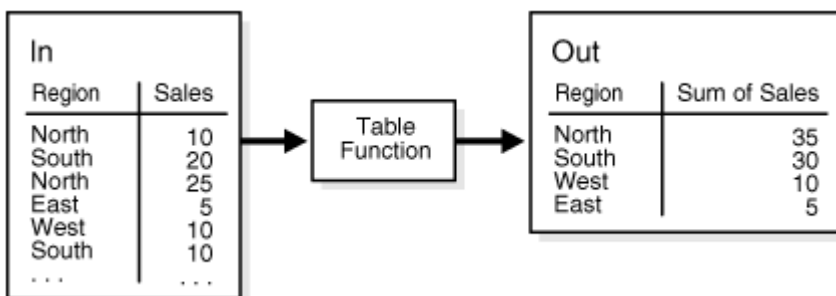 In
Region Sales
North 10
South 20
North 25
East 5
West 10
South 10
. . . . . .
Table
Function
Out
Region Sum of Sales
North 35
South 30
West 10
East 5